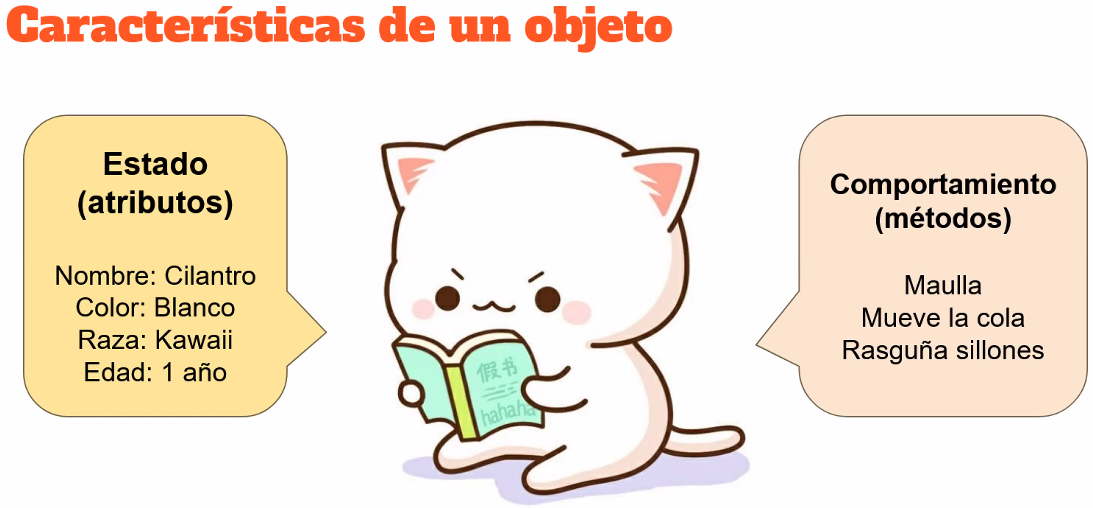 Características de un objeto
Estado
(atributos)
Nombre: Cilantro
Color: Blanco
Raza: Kawaii
Edad: 1 año
假书
hahaha
Comportamiento
(métodos)
Maulla
Mueve la cola
Rasguña sillones